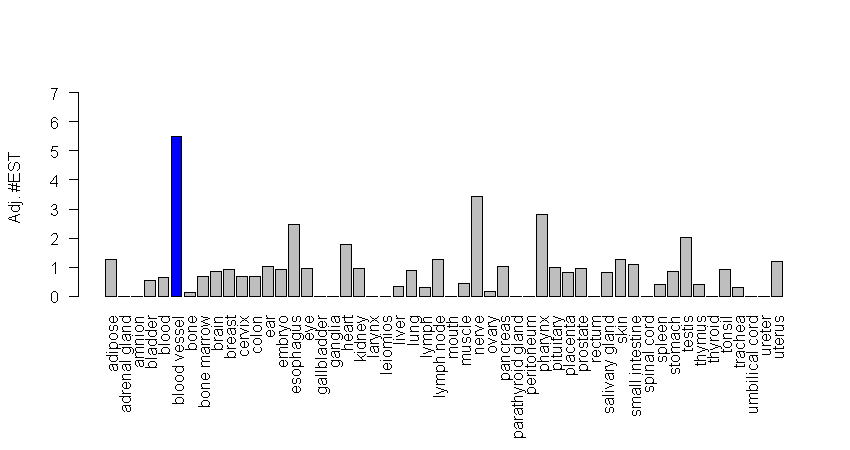 7
6
5
4
3
2
1
0
Adj. #EST
adipose
adrenal gland
amnion
bladder
blood
blood vessel
bone
bone marrow
brain
breast
cervix
colon
ear
embryo
esophagus
eye
gallbladder
ganglia
heart
kidney
larynx
leiomios
liver
lung
lymph
lymph node
mouth
muscle
nerve
ovary
pancreas
parathyroid gland
peritoneum
pharynx
pituitary
placenta
prostate
rectum
salivary gland
skin
small intestine
spinal cord
spleen
stomach
testis
thymus
thyroid
tonsil
trachea
umbilical cord
ureter
uterus